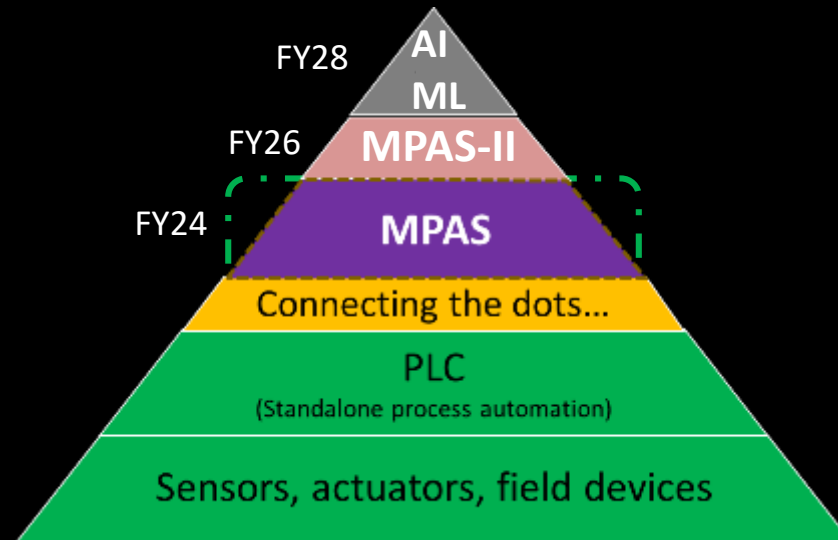 FY28
AI
ML
FY26
MPAS-II
FY24
MPAS
Connecting the dots...
PLC
(Standalone process automation)
Sensors, actuators, field devices